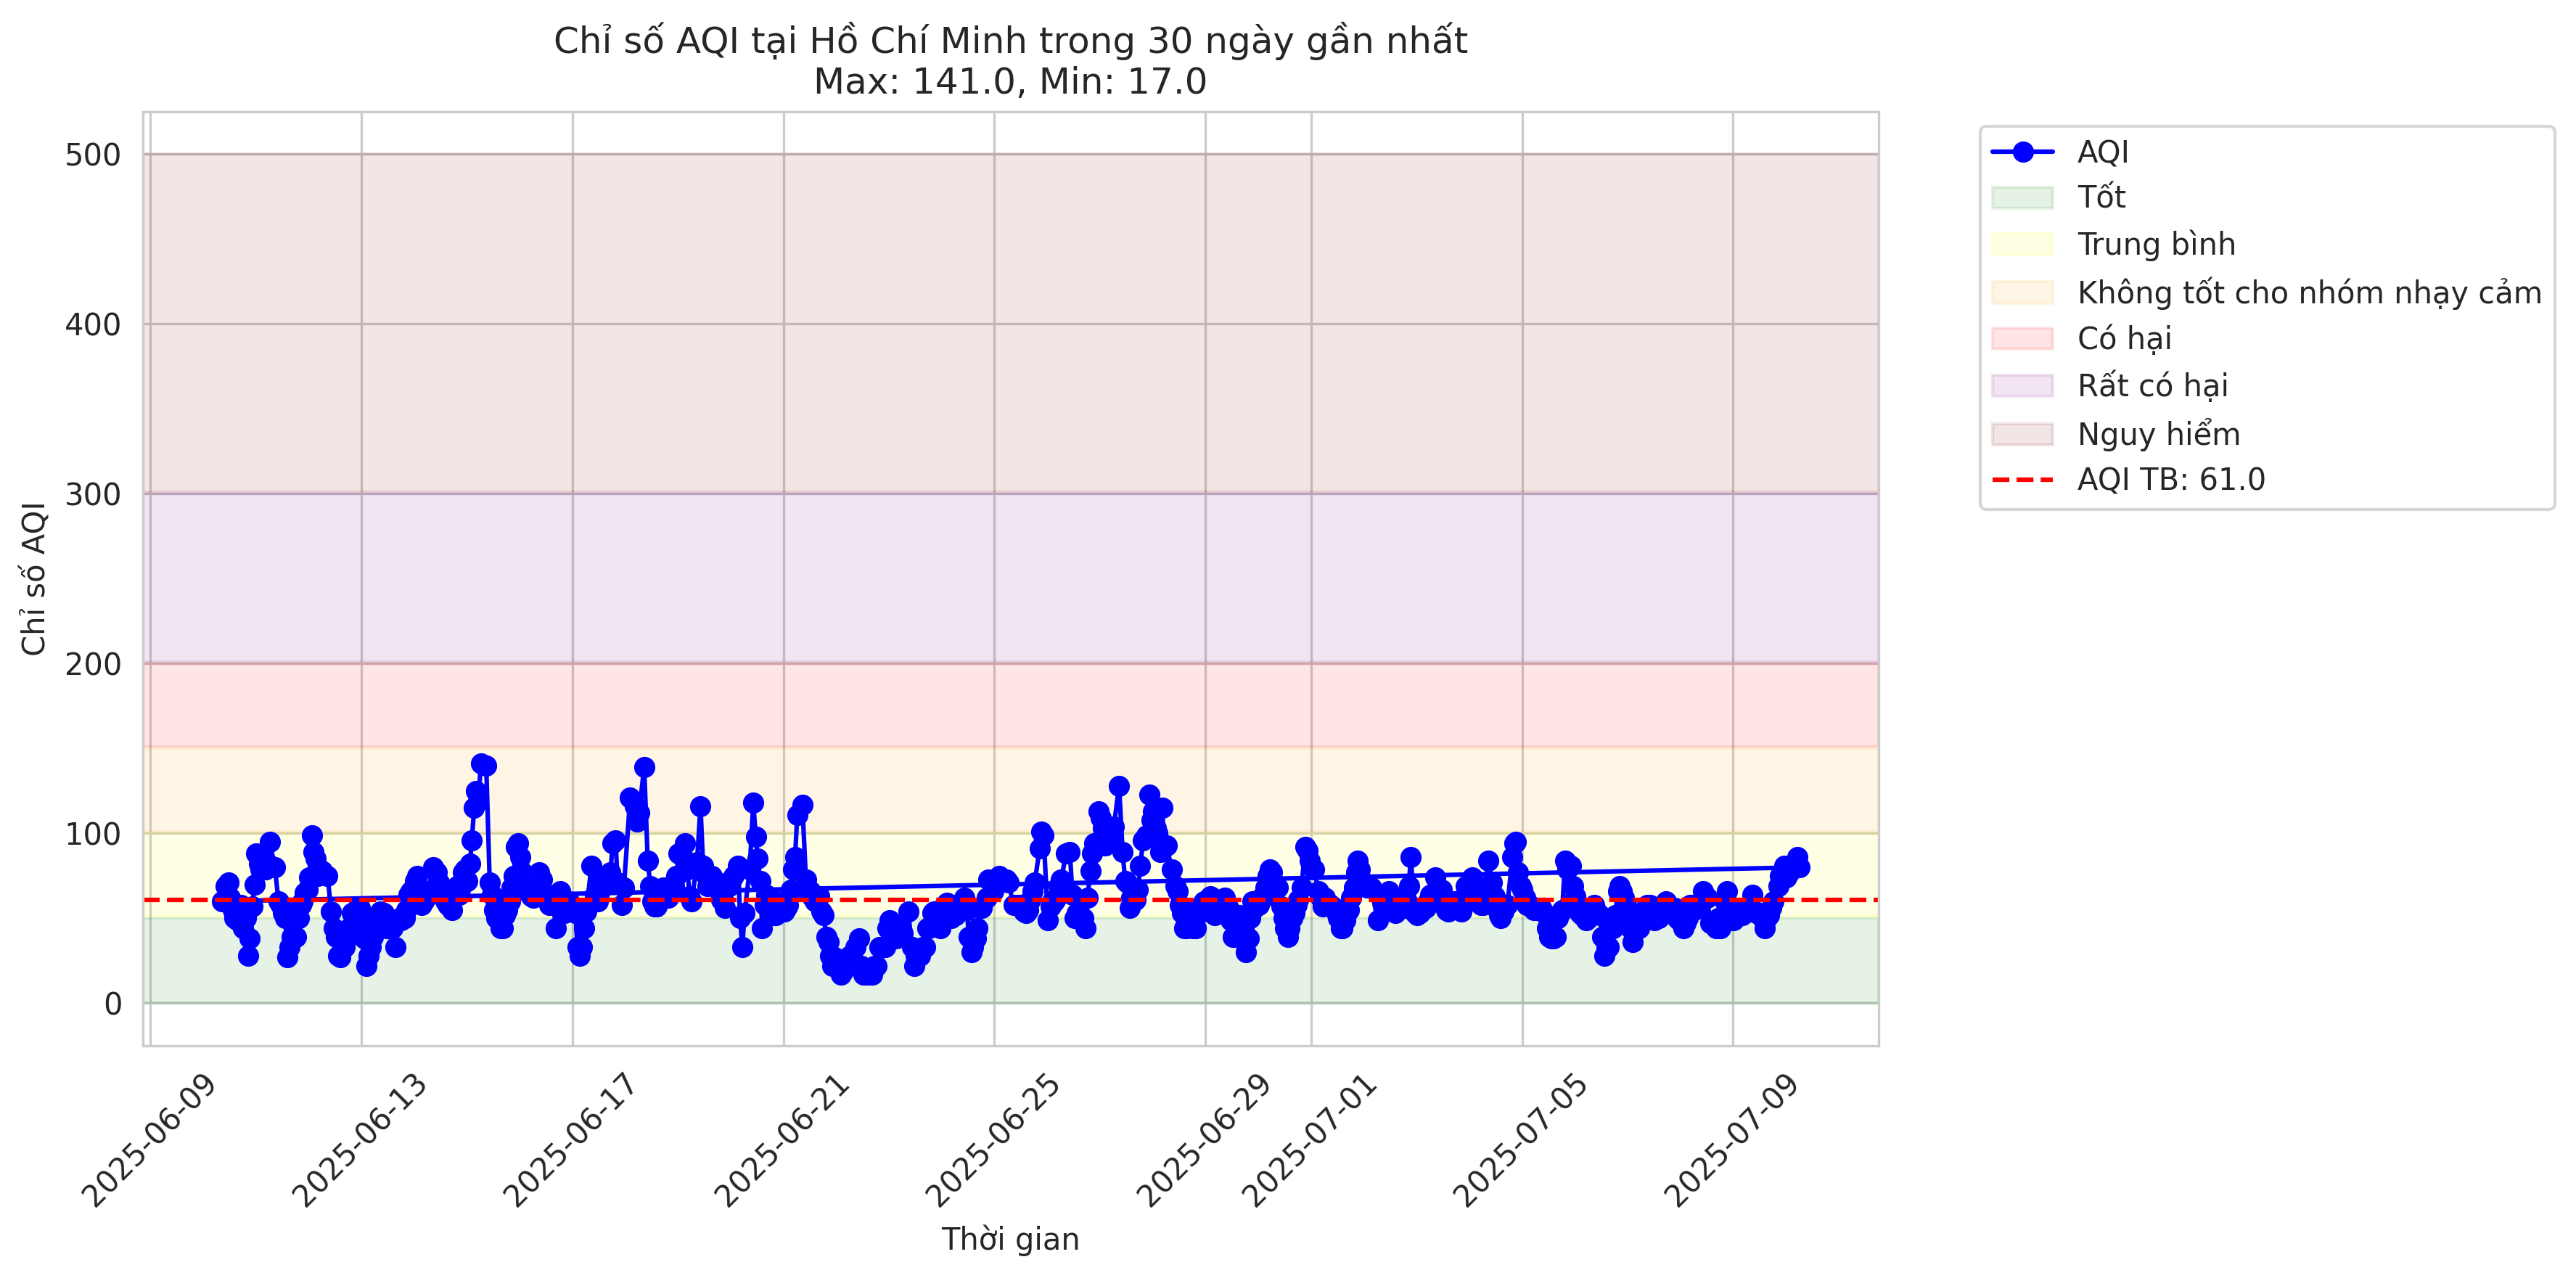 Chỉ số AQI tại Hồ Chí Minh trong 30 ngày gần nhất
Max: 141.0, Min: 17.0
Chỉ số AQI
500
400
300
200
100
0
2025-06-09
2025-06-13
2025-06-17
2025-06-21
2025-06-25
2025-06-29
2025-07-01
2025-07-05
2025-07-09
Thời gian
AQI
Tốt
Trung bình
Không tốt cho nhóm nhạy cảm
Có hại
Rất có hại
Nguy hiểm
AQI TB: 61.0